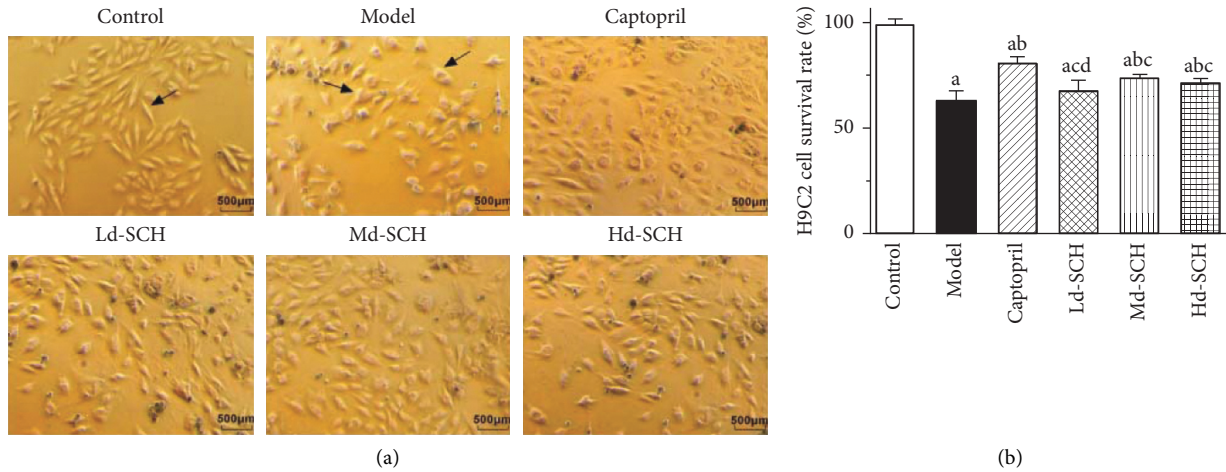 Control
Model
Captopril
500µm
500µm
500µm
Ld-SCH
Md-SCH
Hd-SCH
500µm
500µm
500µm
(a)
H9C2 cell survival rate (%)
100
50
0
a
ab
acd
abc
abc
Control
Model
Captopril
Ld-SCH
Md-SCH
Hd-SCH
(b)